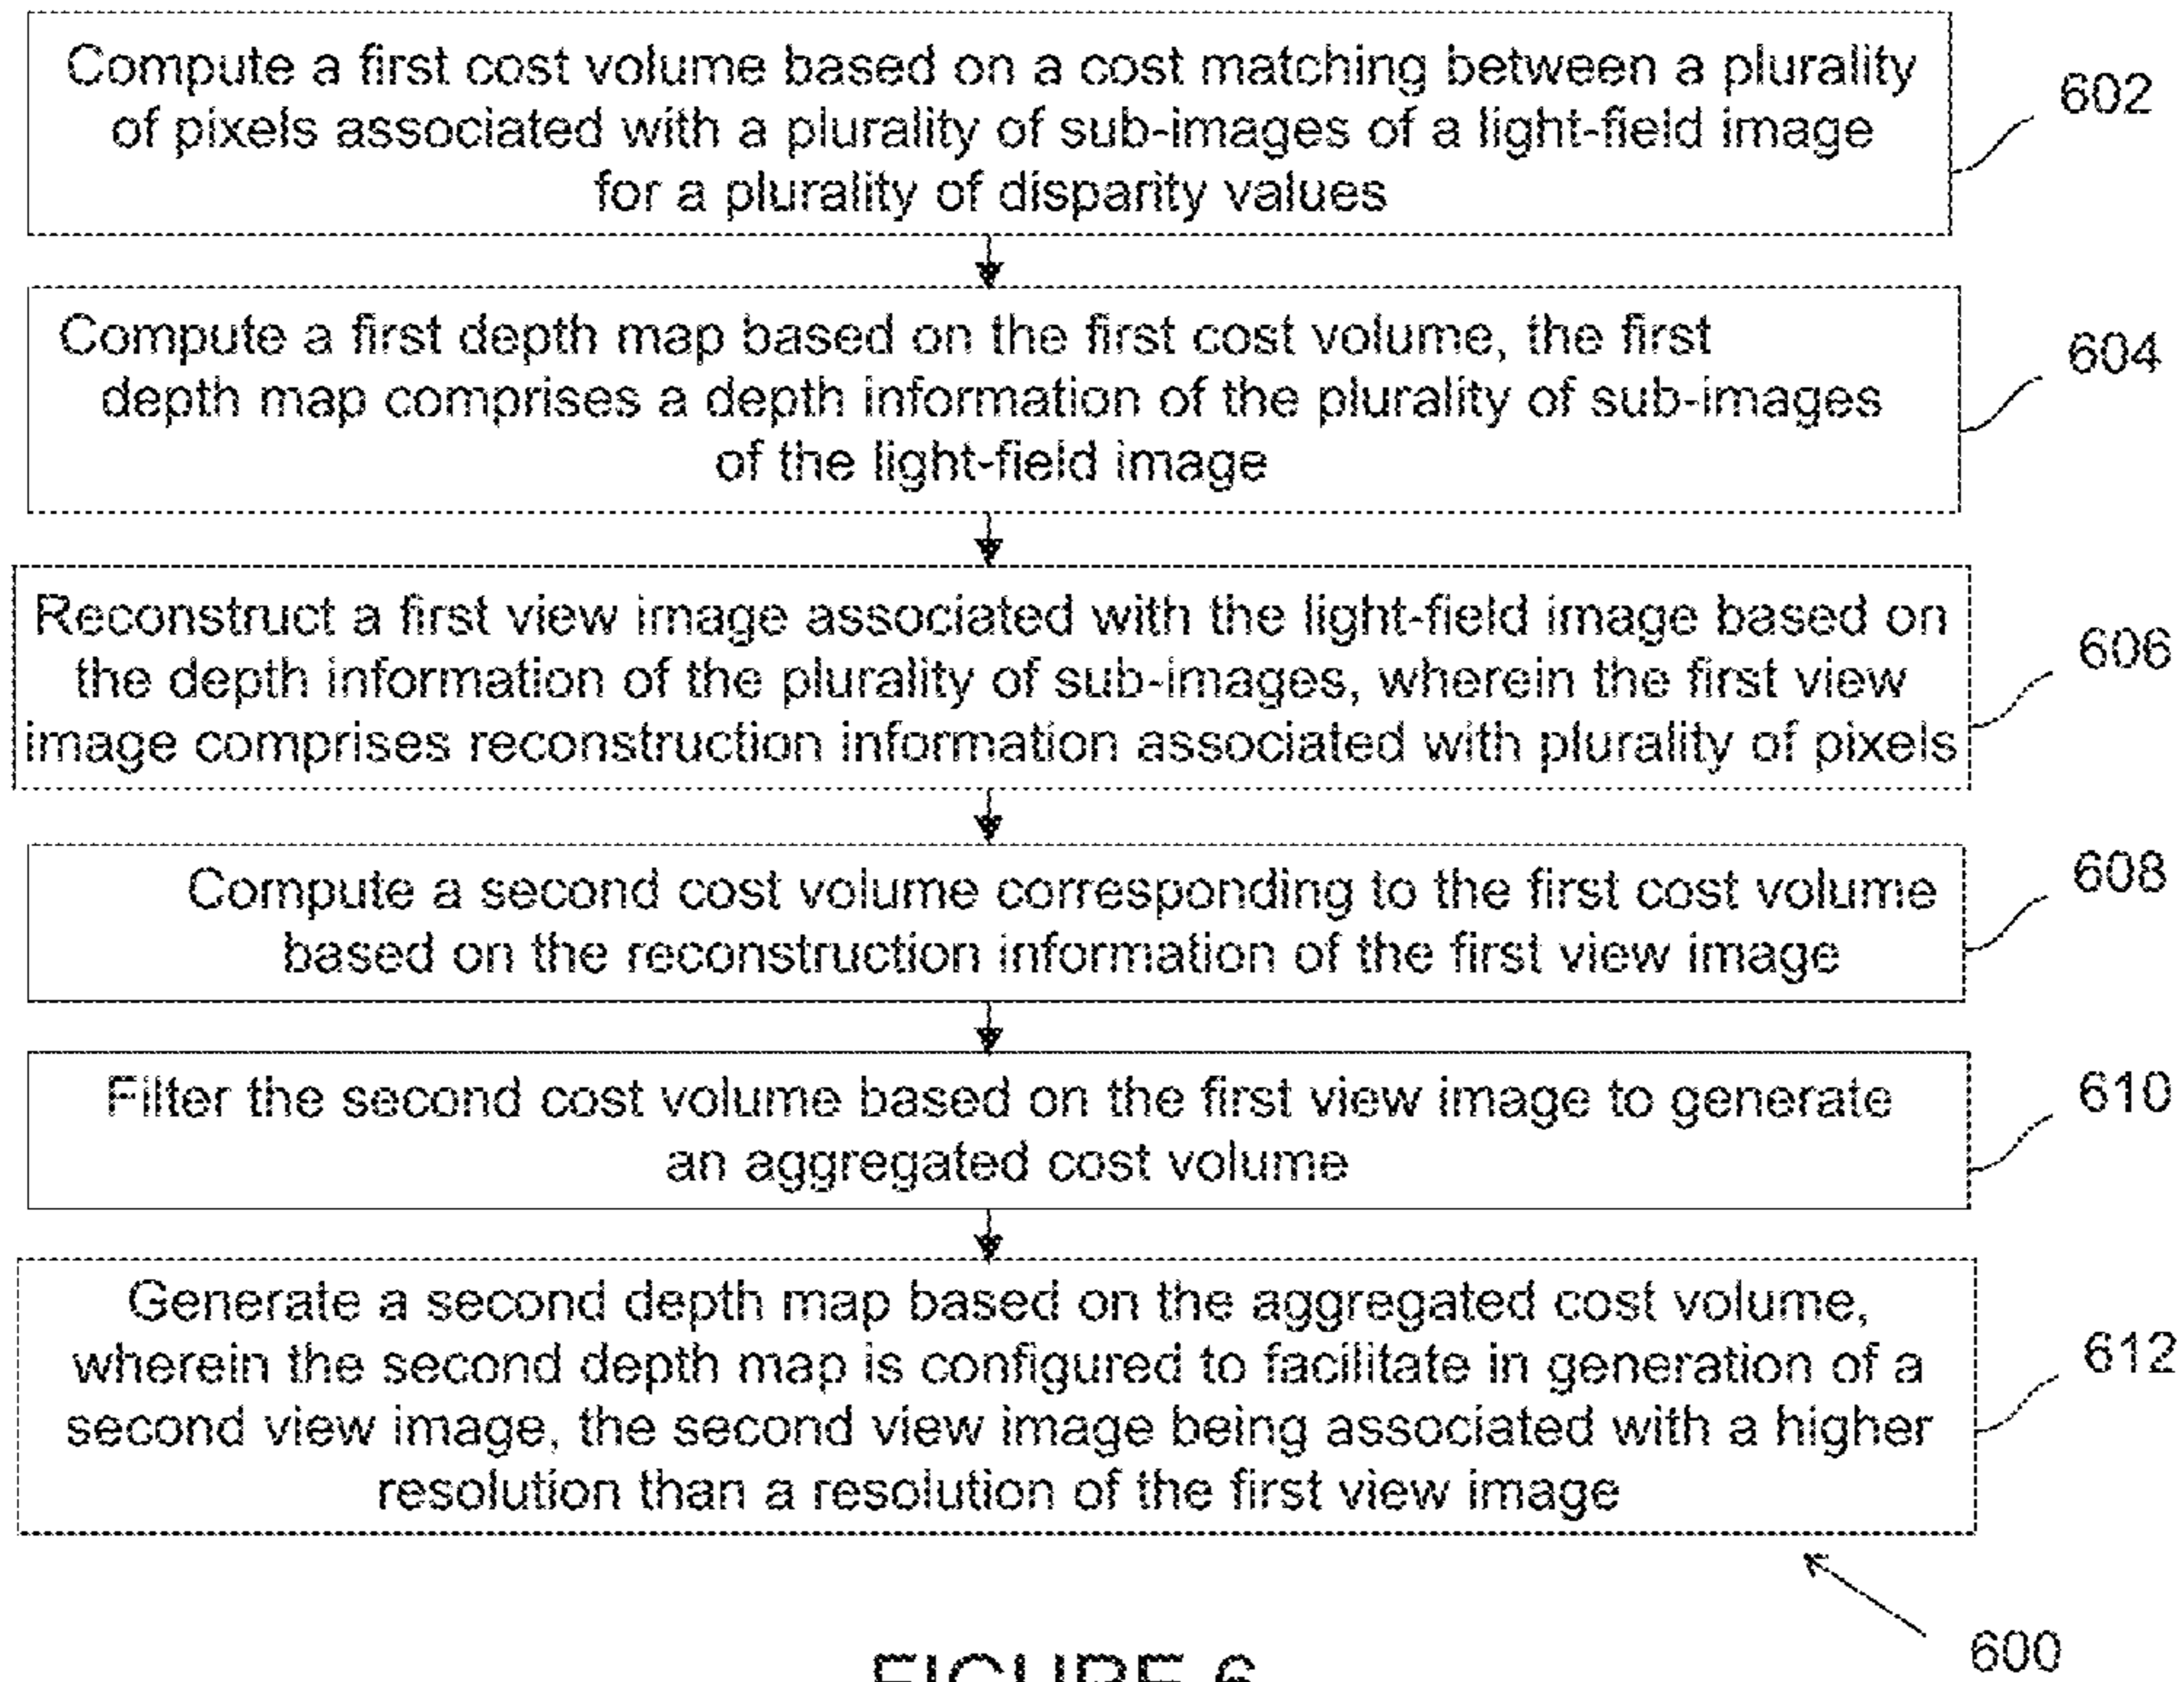 Compute a first cost volume based on a cost matching between a plurality
of pixels associated with a plurality of sub-images of a light-field image
for a plurality of disparity values
602
Compute a first depth map based on the first cost volume, the first
depth map comprises a depth information of the plurality of sub-images
of the light-field image
604
Reconstruct a first view image associated with the light-field image based on
the depth information of the plurality of sub-images, wherein the first view
image comprises reconstruction information associated with plurality of pixels
606
Compute a second cost volume corresponding to the first cost volume
based on the reconstruction information of the first view image
608
Filter the second cost volume based on the first view image to generate
an aggregated cost volume
610
Generate a second depth map based on the aggregated cost volume,
wherein the second depth map is configured to facilitate in generation of a
second view image, the second view image being associated with a higher
resolution than a resolution of the first view image
612
600
FIGURE 6